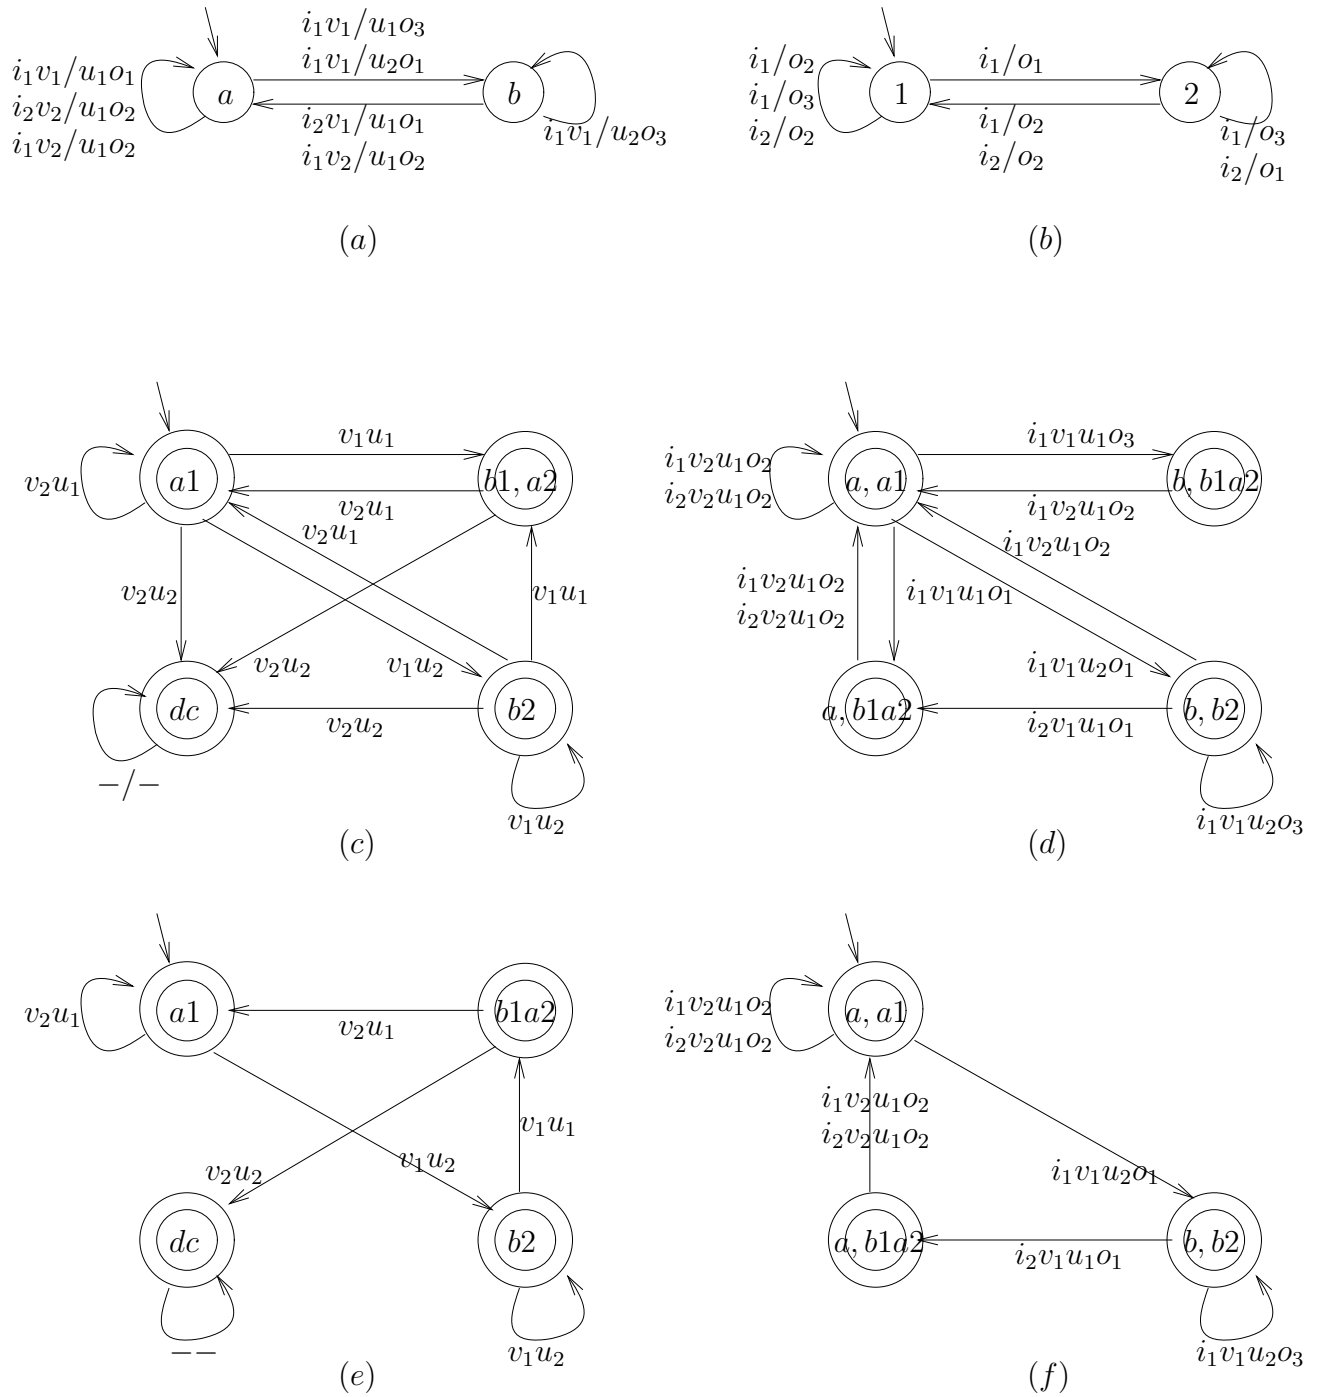 i₁v₁/u₁o₃
i₁v₁/u₂o₁
i₁v₁/u₁o₁
i₂v₂/u₁o₂
i₁v₂/u₁o₂
a
b
i₂v₁/u₁o₁
i₁v₂/u₁o₂
i₁v₁/u₂o₃
(a)
i₁/o₂
i₁/o₃
i₂/o₂
1
i₁/o₁
2
i₁/o₂
i₂/o₂
i₁/o₃
i₂/o₁
(b)
v₁u₁
v₂u₁
a1
b1, a2
v₂u₁
v₂u₁
v₂u₂
v₁u₁
v₂u₂
v₁u₂
dc
b2
v₂u₂
−/−
v₁u₂
(c)
i₁v₁u₁o₃
i₁v₂u₁o₂
i₂v₂u₁o₂
a, a1
b, b1a2
i₁v₂u₁o₂
i₁v₂u₁o₂
i₁v₂u₁o₂
i₂v₂u₁o₂
i₁v₁u₁o₁
i₁v₁u₂o₁
a, b1a2
b, b2
i₂v₁u₁o₁
i₁v₁u₂o₃
(d)
v₂u₁
a1
b1a2
v₂u₁
v₁u₁
v₂u₂
v₁u₂
dc
b2
−−
v₁u₂
(e)
i₁v₂u₁o₂
i₂v₂u₁o₂
a, a1
i₁v₂u₁o₂
i₂v₂u₁o₂
i₁v₁u₂o₁
a, b1a2
b, b2
i₂v₁u₁o₁
i₁v₁u₂o₃
(f)